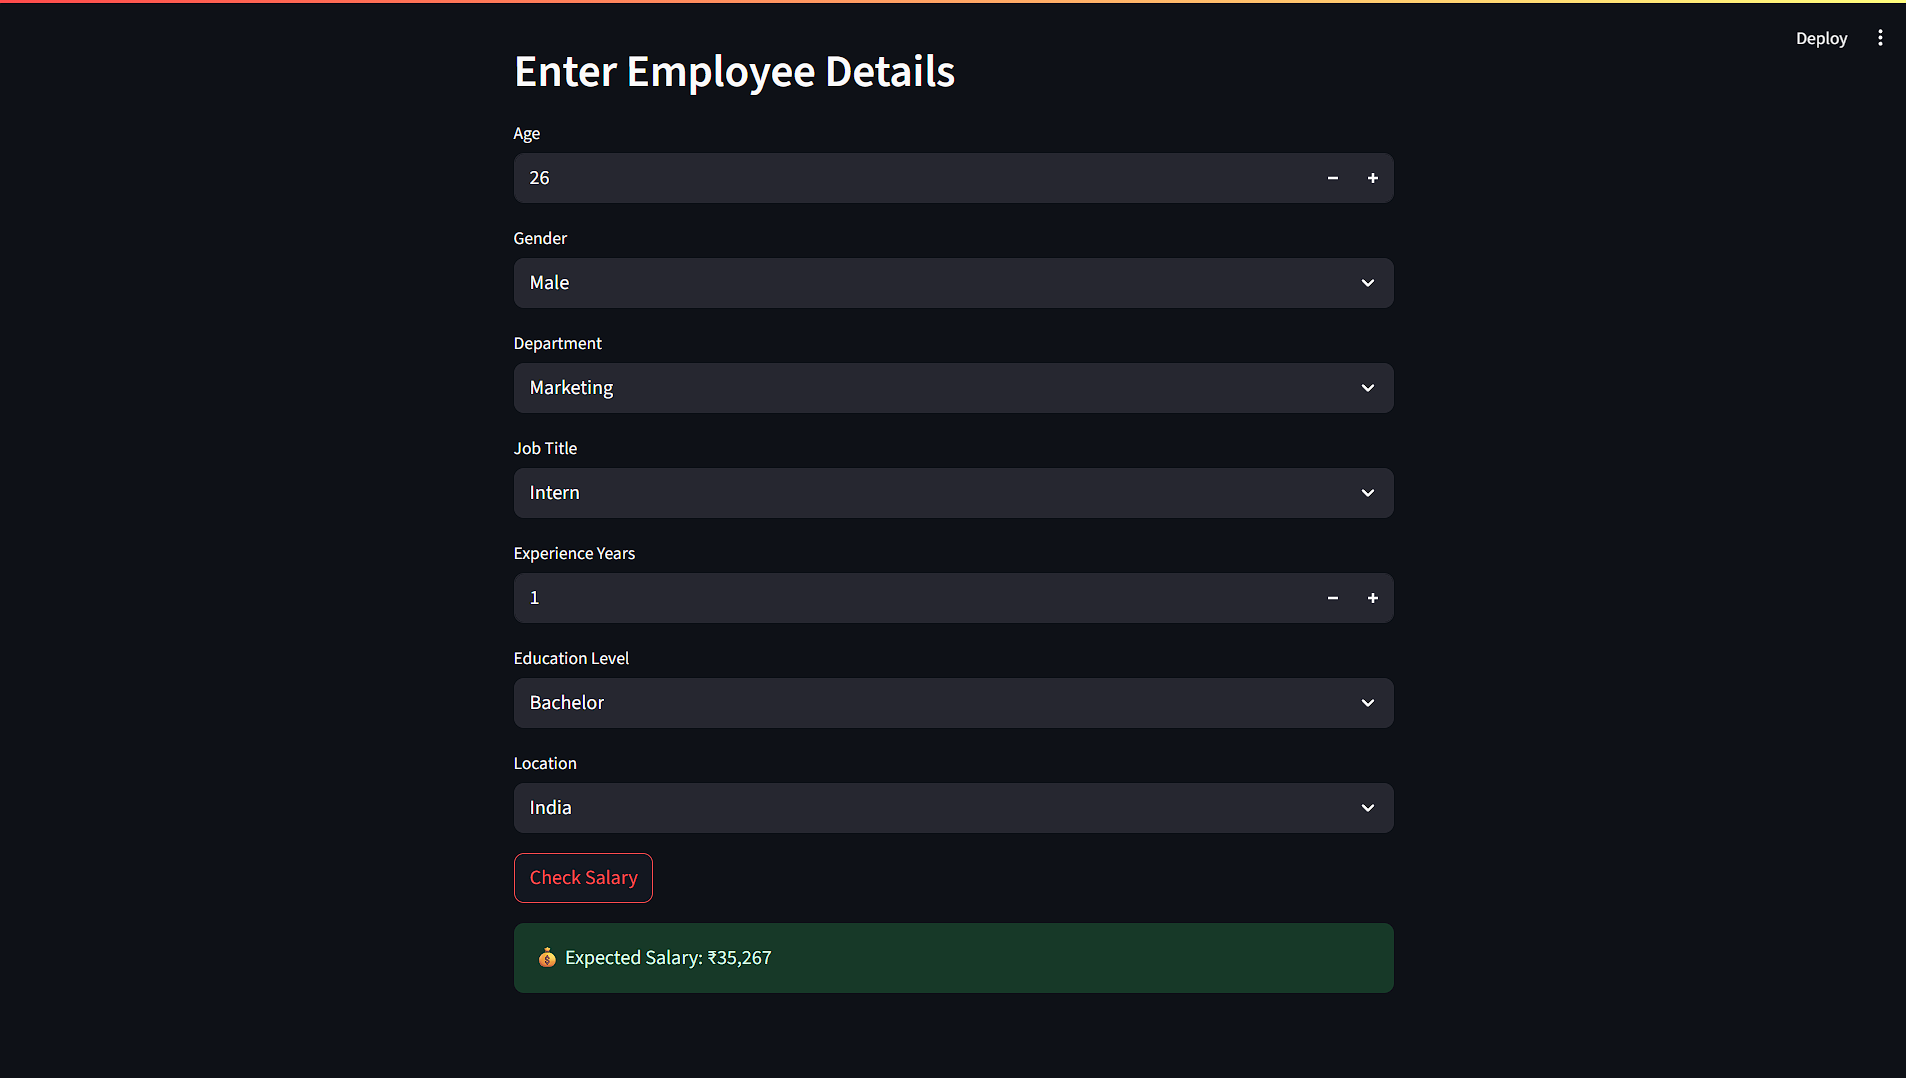 Deploy
Enter Employee Details
Age
26
Gender
Male
Department
Marketing
Job Title
Intern
Experience Years
1
Education Level
Bachelor
Location
India
Check Salary
💰 Expected Salary: ₹35,267